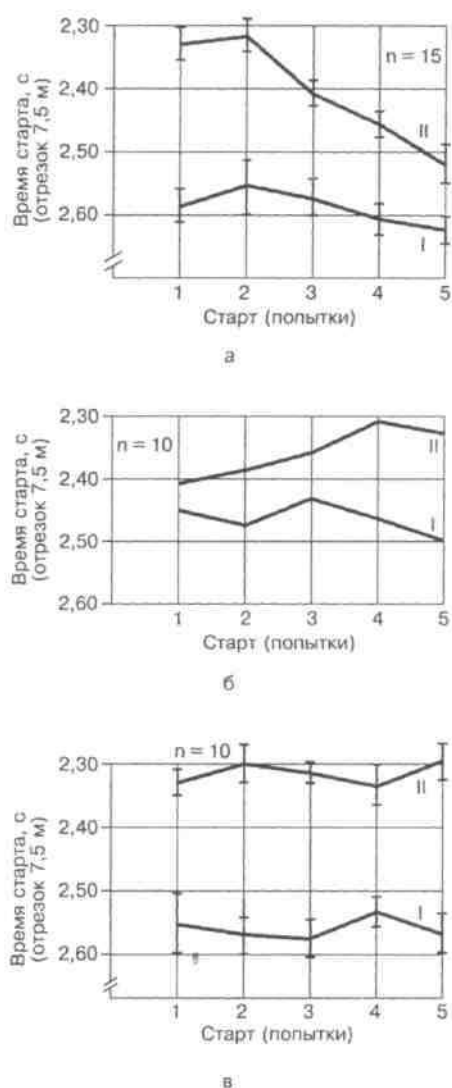 Время старта, с
(отрезок 7,5 м)
2,30
2,40
2,50
2,60
n = 15
II
I
1 2 3 4 5
Старт (попытки)
а
Время старта, с
(отрезок 7,5 м)
2,30
2,40
2,50
2,60
n = 10
II
I
1 2 3 4 5
Старт (попытки)
б
Время старта, с
(отрезок 7,5 м)
n = 10
2,30
2,40
2,50
2,60
II
I
1 2 3 4 5
Старт (попытки)
в